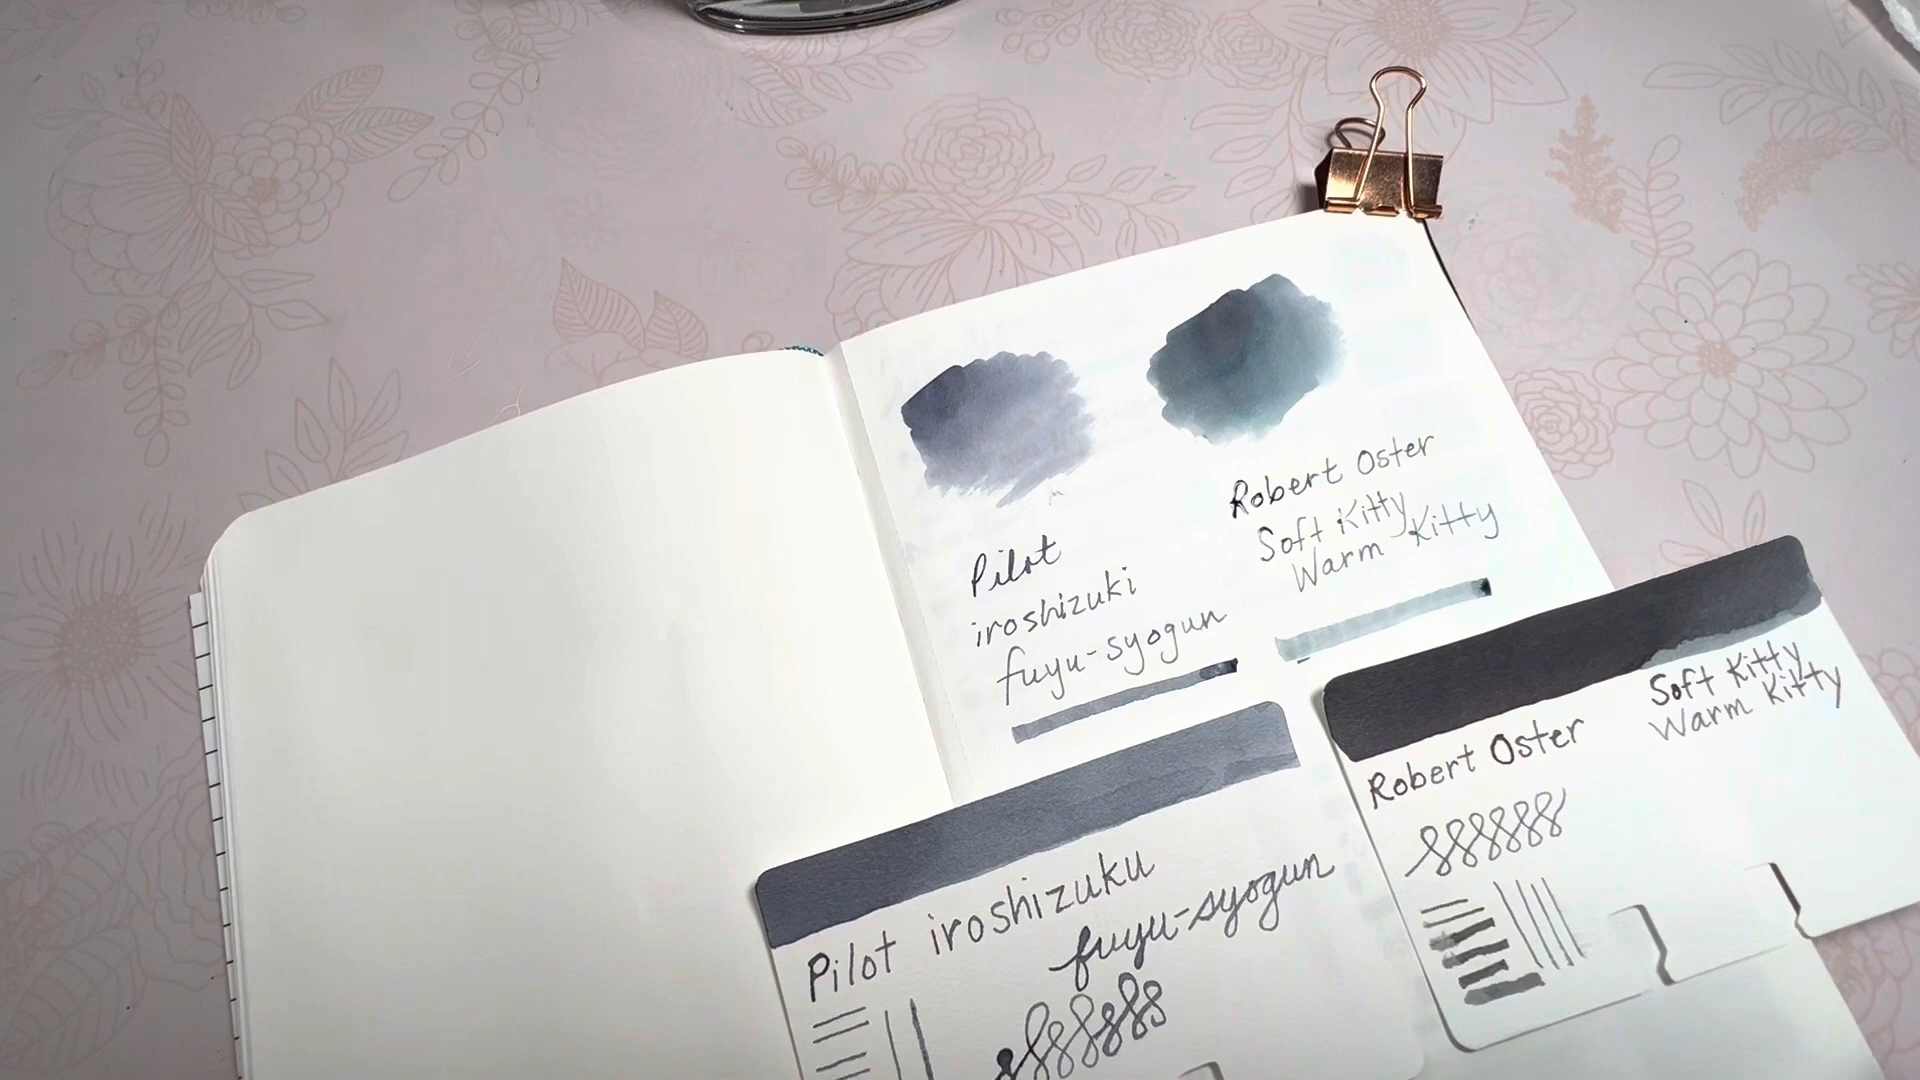 Pilot
iroshizuki
fuyu-syogun
Robert Oster
Soft Kitty
Warm Kitty
Pilot iroshizuku
fuyu-syogun
Robert Oster
Soft Kitty
Warm Kitty